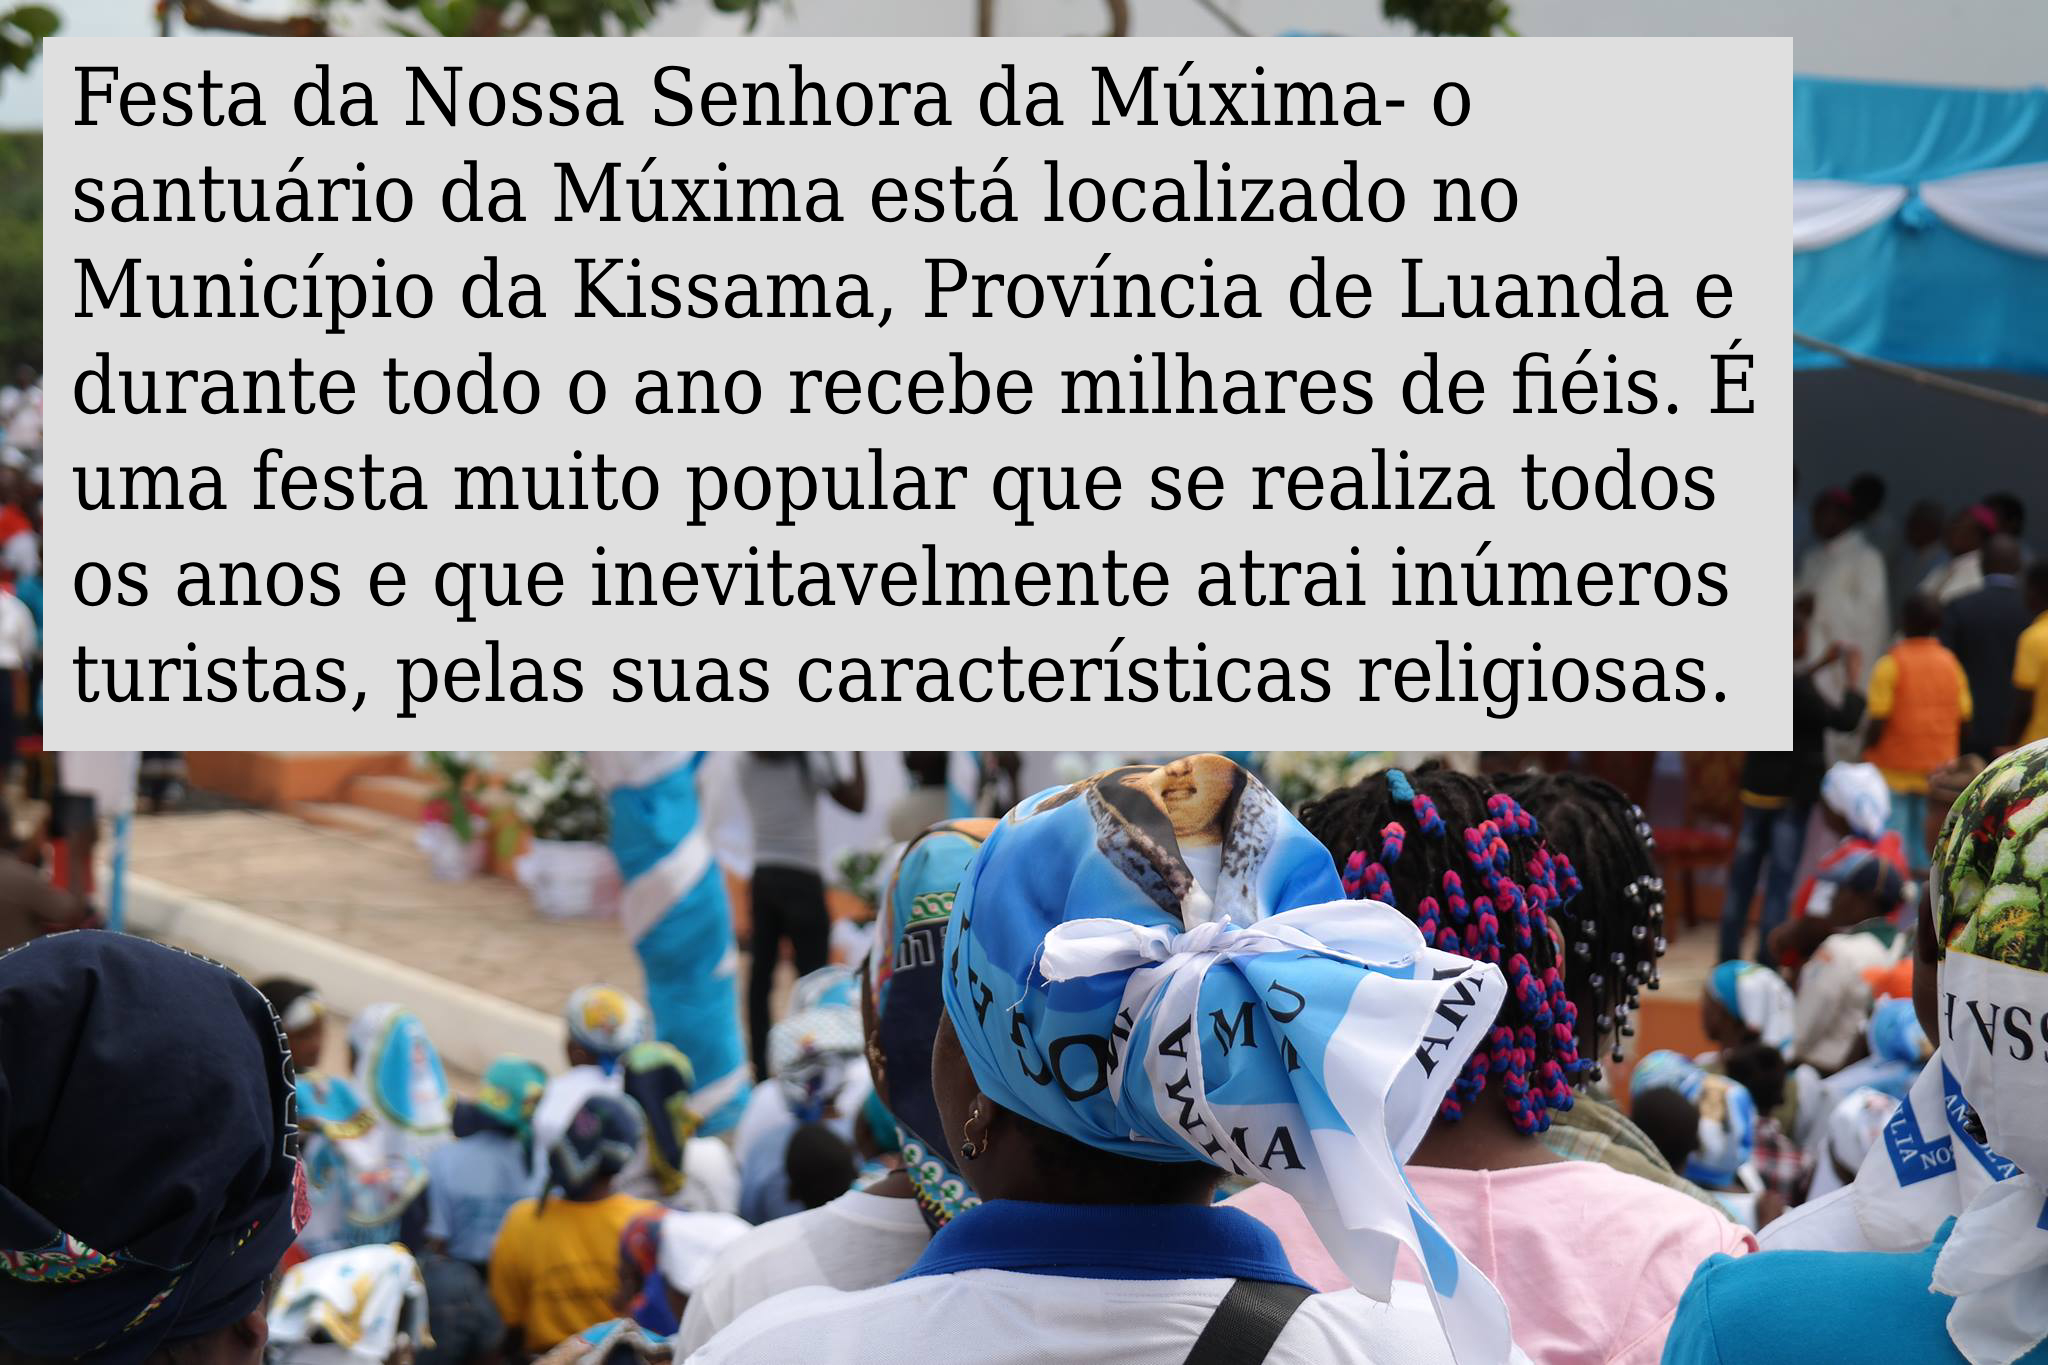 Festa da Nossa Senhora da Múxima- o
santuário da Múxima está localizado no
Município da Kissama, Província de Luanda e
durante todo o ano recebe milhares de fiéis. É
uma festa muito popular que se realiza todos
os anos e que inevitavelmente atrai inúmeros
turistas, pelas suas características religiosas.